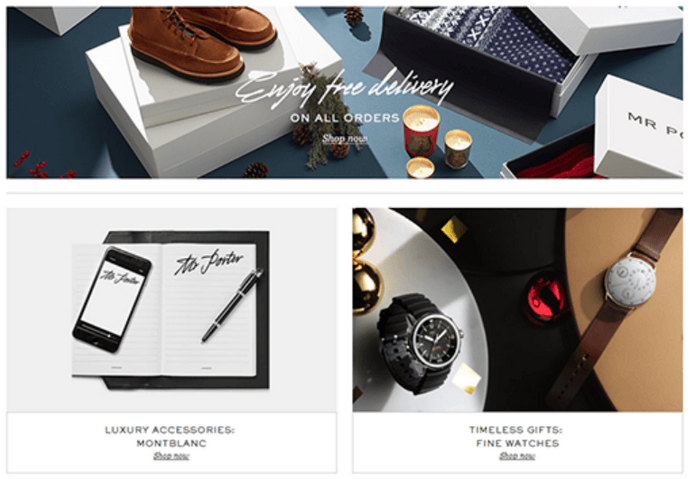 Enjoy free delivery
ON ALL ORDERS
Shop now
MR PO
Mr Porter
Mr Porter
LUXURY ACCESSORIES:
MONTBLANC
Shop now
TIMELESS GIFTS:
FINE WATCHES
Shop now